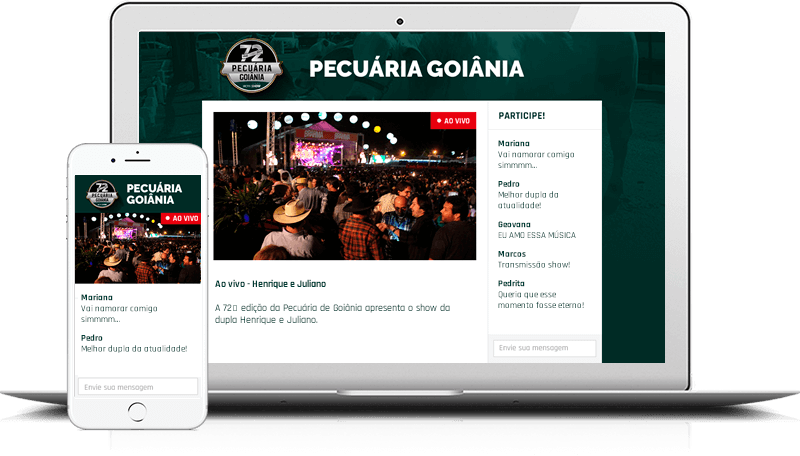 72
PECUÁRIA
GOIÂNIA
PECUÁRIA GOIÂNIA
AO VIVO
Ao vivo - Henrique e Juliano
A 72▯ edição da Pecuária de Goiânia apresenta o show da
dupla Henrique e Juliano.
PARTICIPE!
Mariana
Vai namorar comigo
simmmm...
Pedro
Melhor dupla da
atualidade!
Geovana
EU AMO ESSA MÚSICA
Marcos
Transmissão show!
Pedrita
Queria que esse
momento fosse eterno!
Envie sua mensagem
72
PECUÁRIA
GOIÂNIA
PECUÁRIA
GOIÂNIA
AO VIVO
Mariana
Vai namorar comigo
simmmm...
Pedro
Melhor dupla da atualidade!
Envie sua mensagem